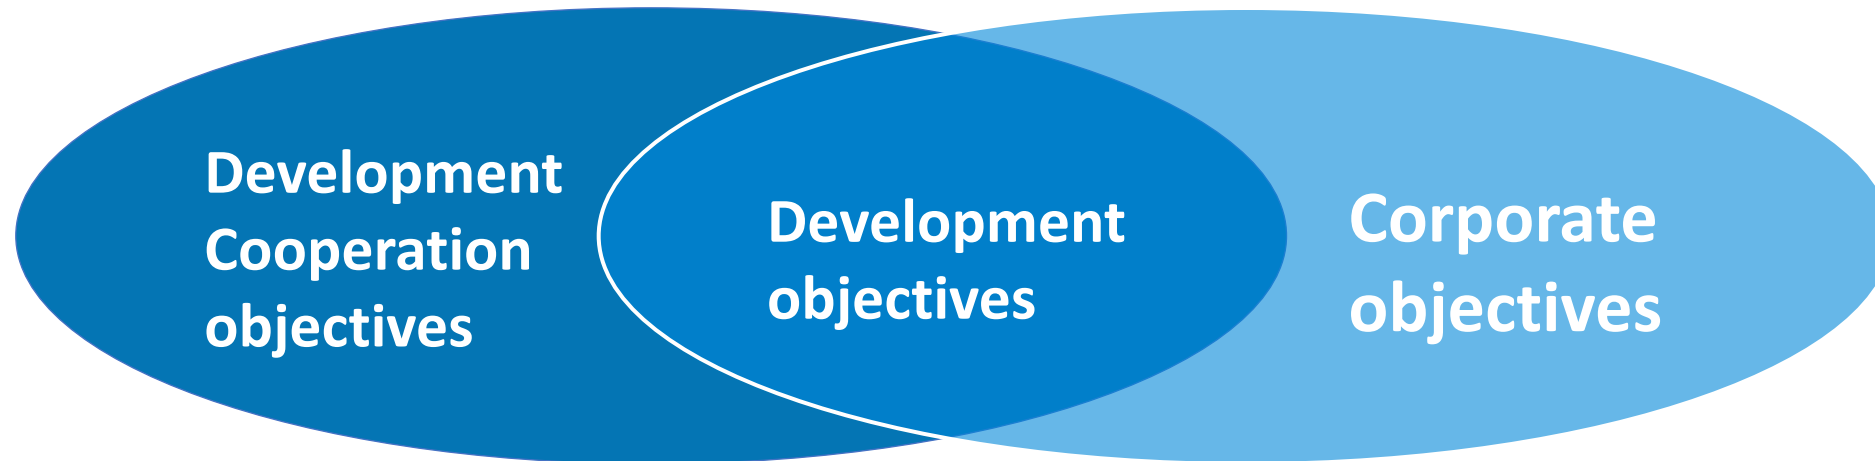 Development
Cooperation
objectives
Development
objectives
Corporate
objectives